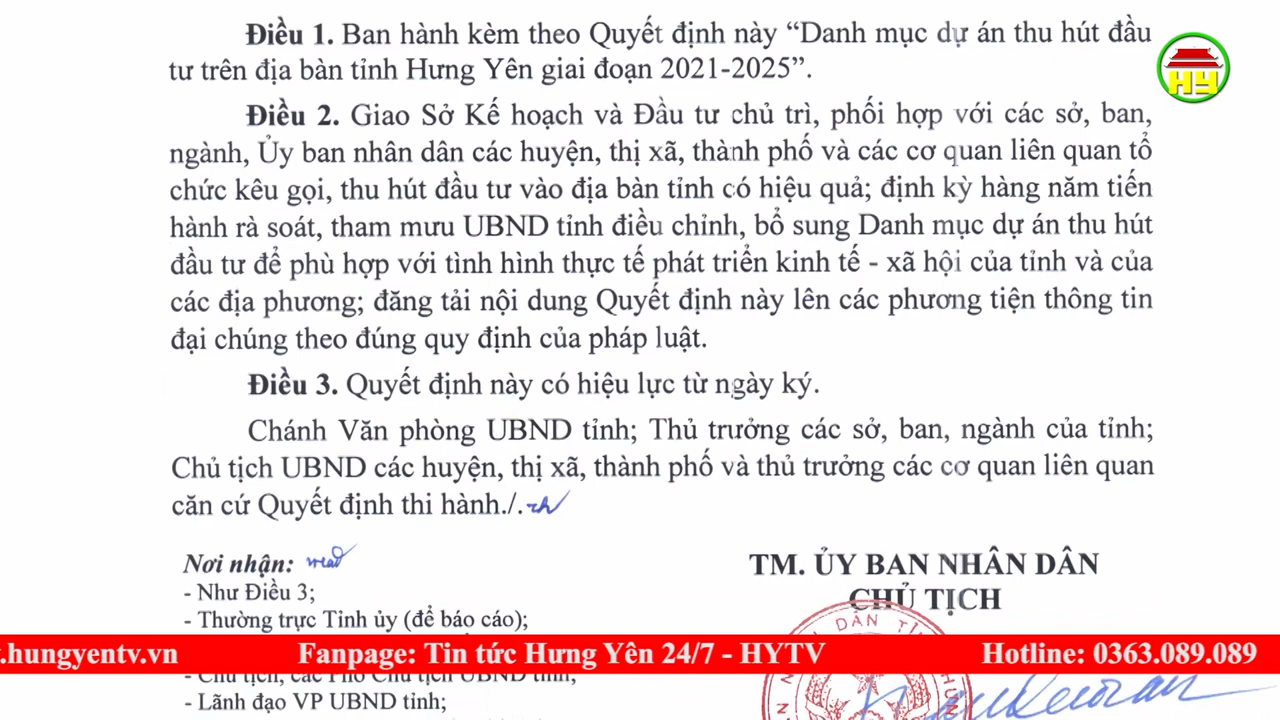 Điều 1. Ban hành kèm theo Quyết định này “Danh mục dự án thu hút đầu
tư trên địa bàn tỉnh Hưng Yên giai đoạn 2021-2025”.
HY
Điều 2. Giao Sở Kế hoạch và Đầu tư chủ trì, phối hợp với các sở, ban,
ngành, Ủy ban nhân dân các huyện, thị xã, thành phố và các cơ quan liên quan tổ
chức kêu gọi, thu hút đầu tư vào địa bàn tỉnh có hiệu quả; định kỳ hàng năm tiến
hành rà soát, tham mưu UBND tỉnh điều chỉnh, bổ sung Danh mục dự án thu hút
đầu tư để phù hợp với tình hình thực tế phát triển kinh tế - xã hội của tỉnh và của
các địa phương; đăng tải nội dung Quyết định này lên các phương tiện thông tin
đại chúng theo đúng quy định của pháp luật.
Điều 3. Quyết định này có hiệu lực từ ngày ký.
Chánh Văn phòng UBND tỉnh; Thủ trưởng các sở, ban, ngành của tỉnh;
Chủ tịch UBND các huyện, thị xã, thành phố và thủ trưởng các cơ quan liên quan
căn cứ Quyết định thi hành./.
Nơi nhận:
- Như Điều 3;
- Thường trực Tỉnh ủy (để báo cáo);
TM. ỦY BAN NHÂN DÂN
CHỦ TỊCH
DÂN TỈNH
.hungyentv.vn
Fanpage: Tin tức Hưng Yên 24/7 - HYTV
Hotline: 0363.089.089
- Chủ tịch, các Phó Chủ tịch UBND tỉnh;
- Lãnh đạo VP UBND tỉnh;